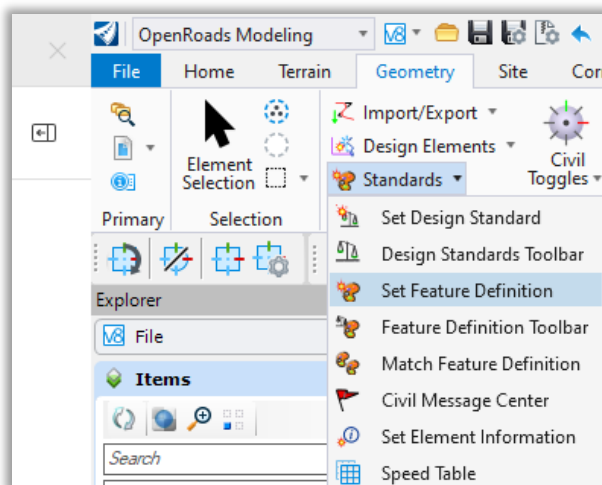 OpenRoads Modeling
File Home Terrain Geometry Site
Import/Export
Design Elements
Standards
Element
Selection
Civil
Toggles
Primary Selection
Set Design Standard
Design Standards Toolbar
Set Feature Definition
Feature Definition Toolbar
Match Feature Definition
Civil Message Center
Set Element Information
Speed Table
Explorer
V8 File
Items
Search